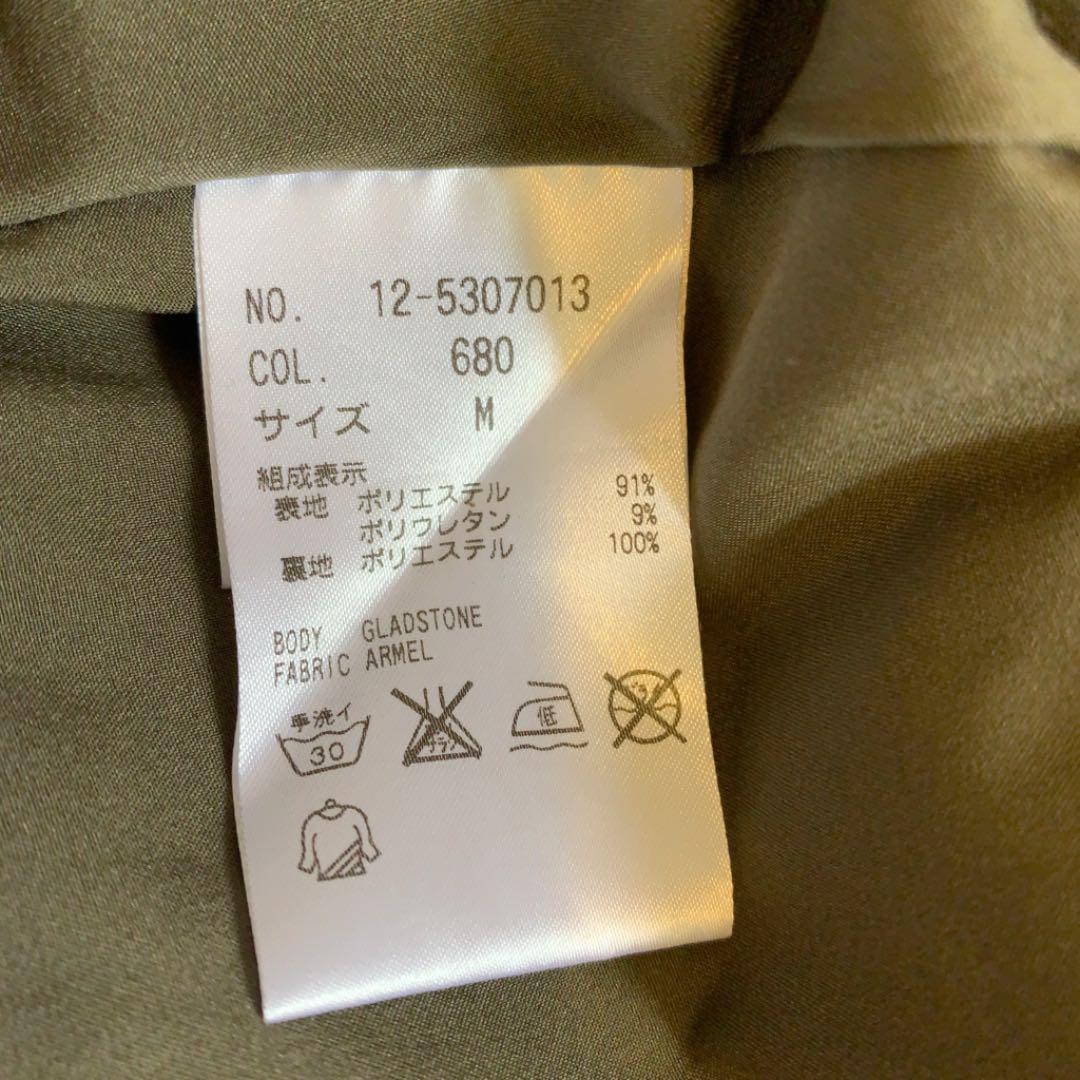 NO. 12-5307013
COL. 680
サイズ M
組成表示
表地 ポリエステル 91%
ポリウレタン 9%
裏地 ポリエステル 100%
BODY GLADSTONE
FABRIC ARMEL
手洗イ
30
低